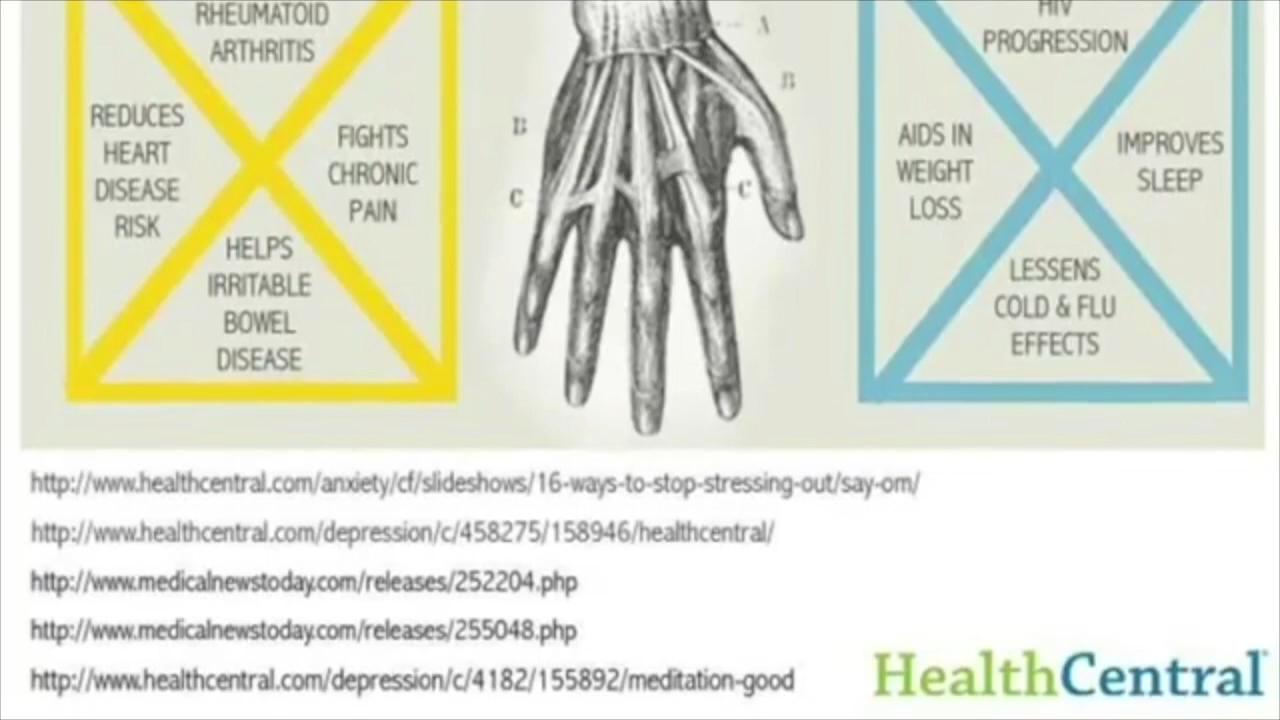 RHEUMATOID
ARTHRITIS
REDUCES
HEART
DISEASE
RISK
FIGHTS
CHRONIC
PAIN
HELPS
IRRITABLE
BOWEL
DISEASE
A
B
B
C
C
HIV
PROGRESSION
AIDS IN
WEIGHT
LOSS
IMPROVES
SLEEP
LESSENS
COLD & FLU
EFFECTS
http://www.healthcentral.com/anxiety/cf/slideshows/16-ways-to-stop-stressing-out/say-om/
http://www.healthcentral.com/depression/c/458275/158946/healthcentral/
http://www.medicalnewstoday.com/releases/252204.php
http://www.medicalnewstoday.com/releases/255048.php
http://www.healthcentral.com/depression/c/4182/155892/meditation-good
HealthCentral